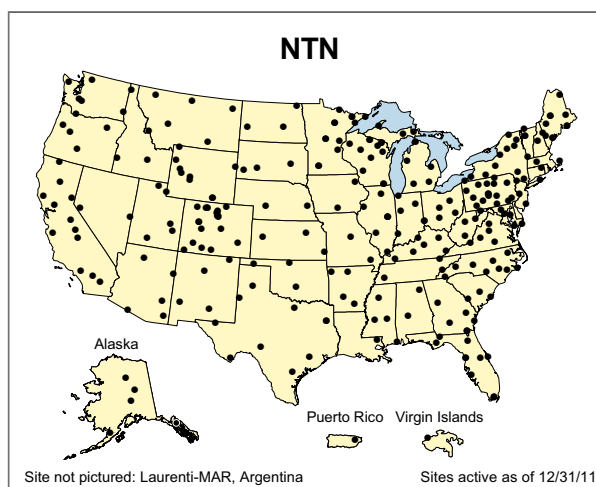 NTN
Alaska
Puerto Rico
Virgin Islands
Site not pictured: Laurenti-MAR, Argentina
Sites active as of 12/31/11